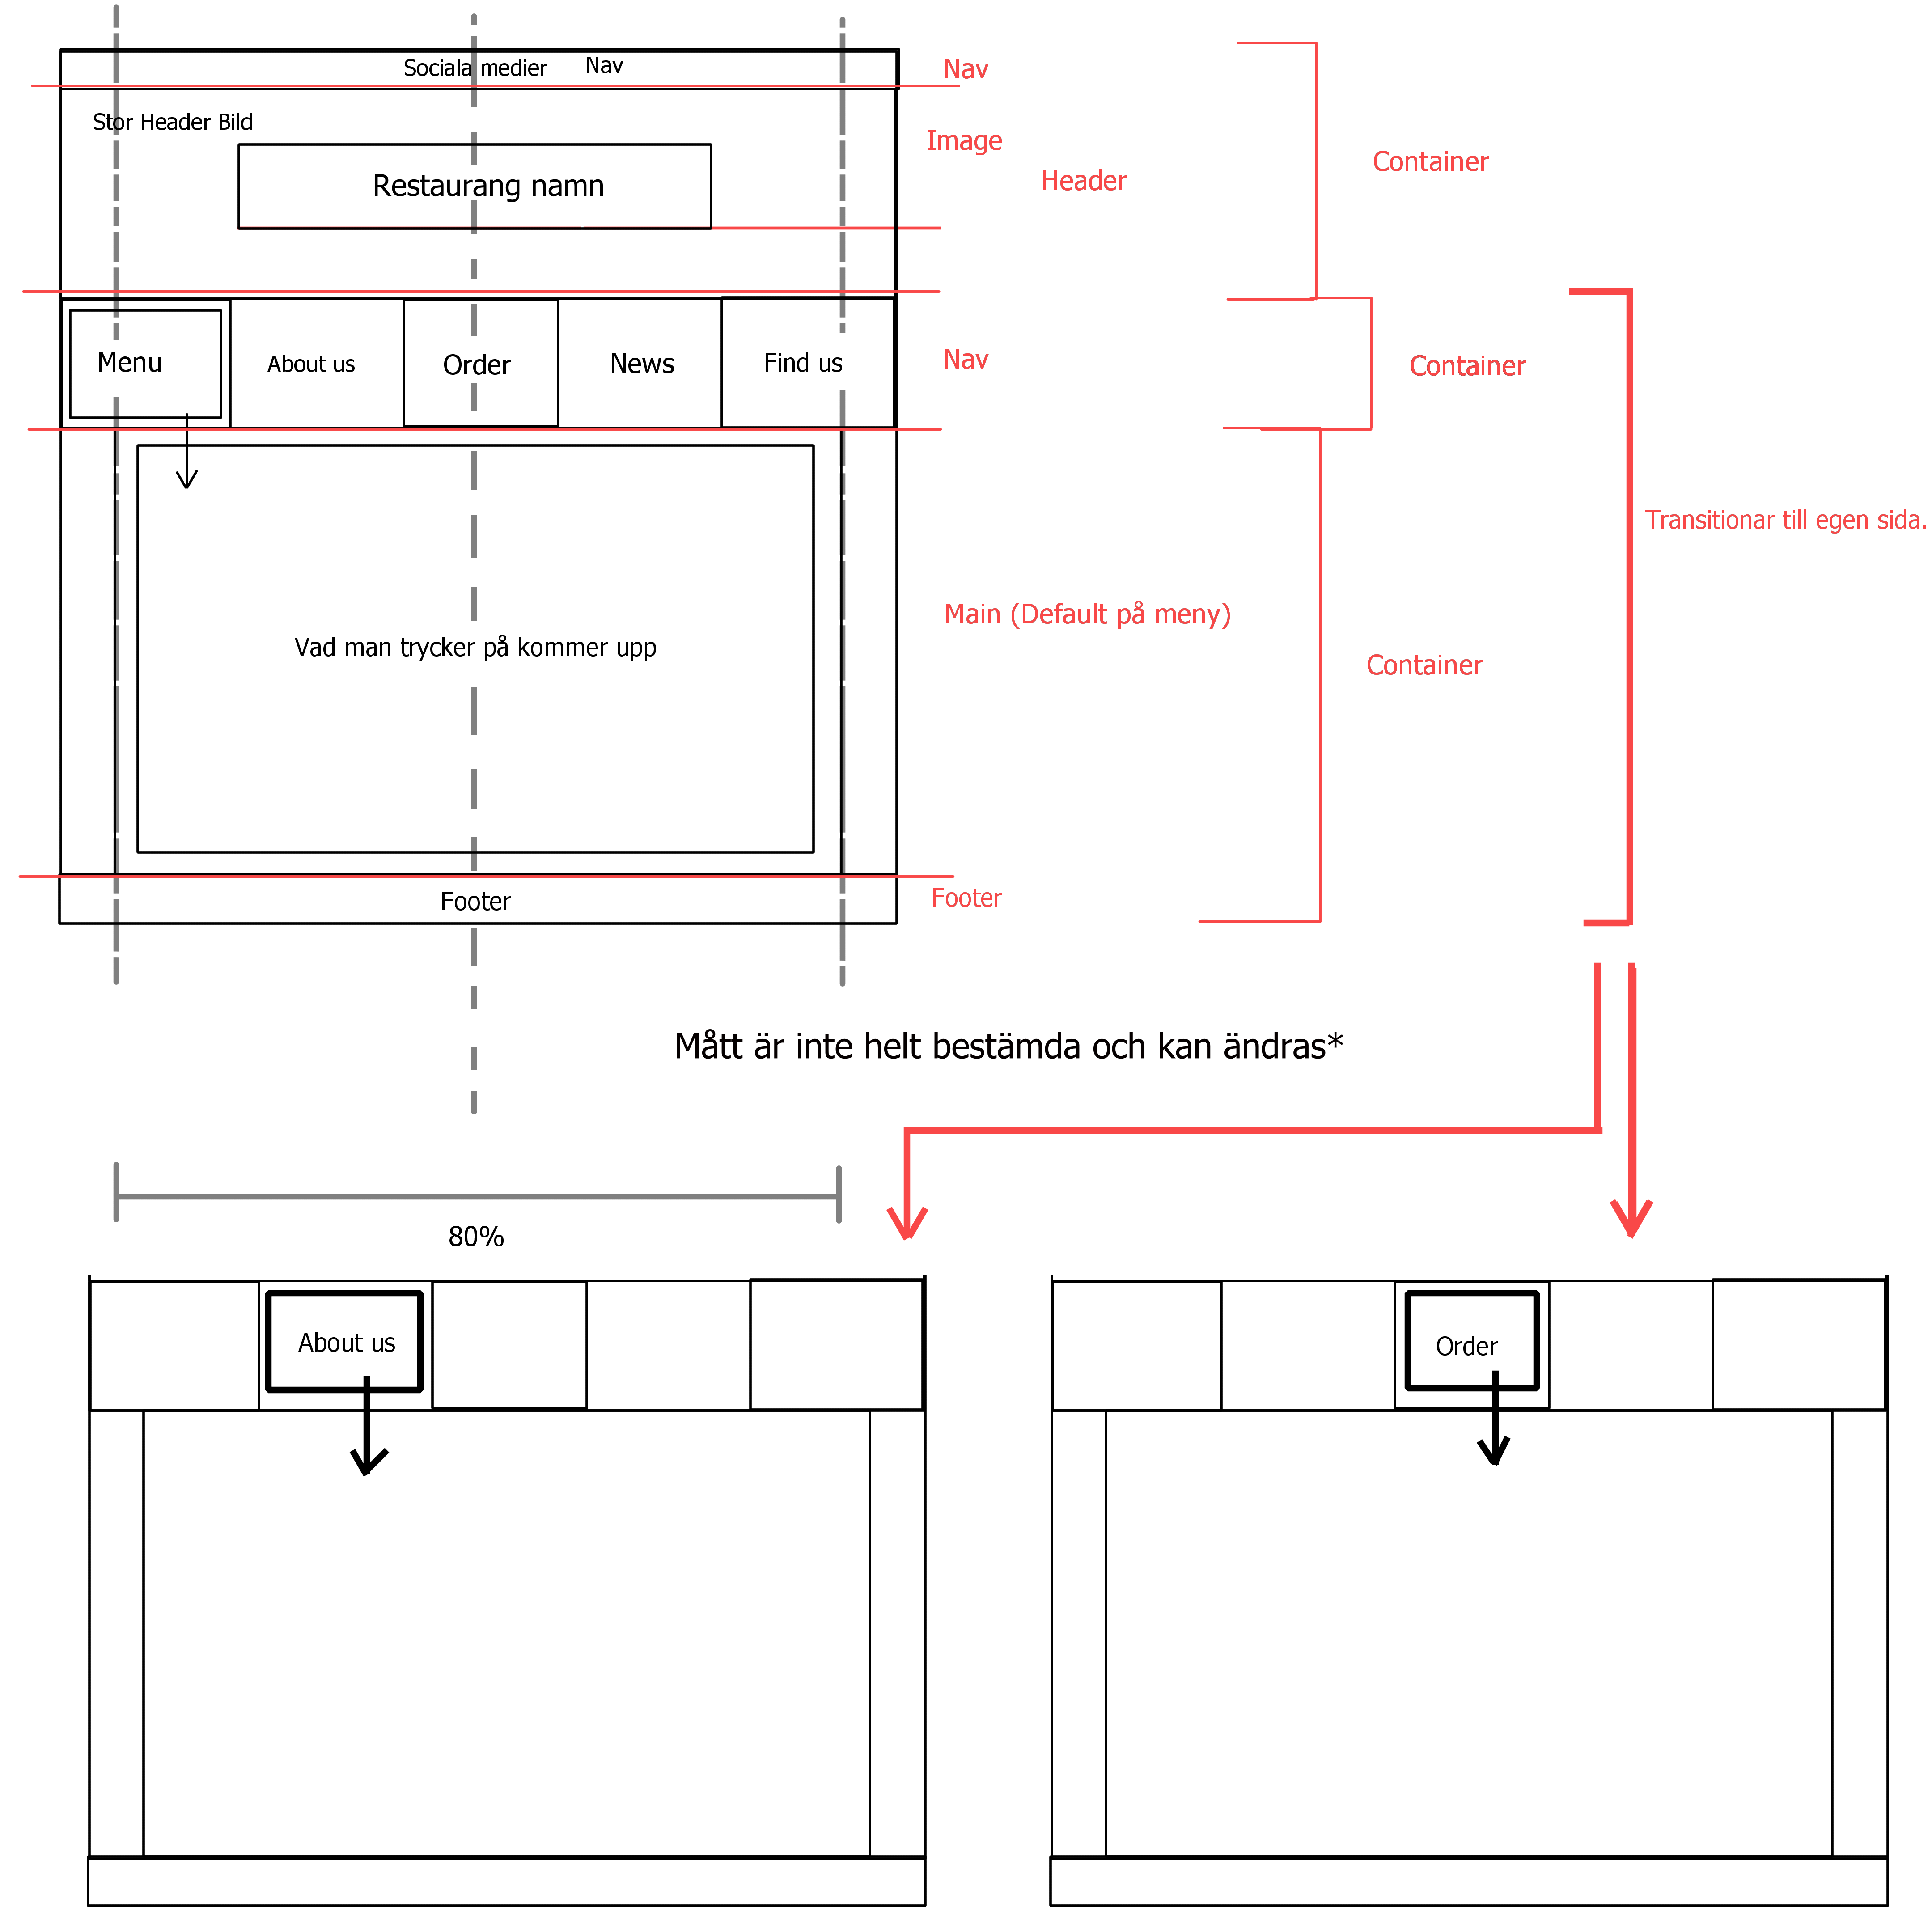 Sociala medier Nav
Nav
Stor Header Bild
Image
Restaurang namn
Header
Container
Menu
About us
Order
News
Find us
Nav
Container
Transitionar till egen sida.
Main (Default på meny)
Vad man trycker på kommer upp
Container
Footer
Footer
Mått är inte helt bestämda och kan ändras*
80%
About us
Order